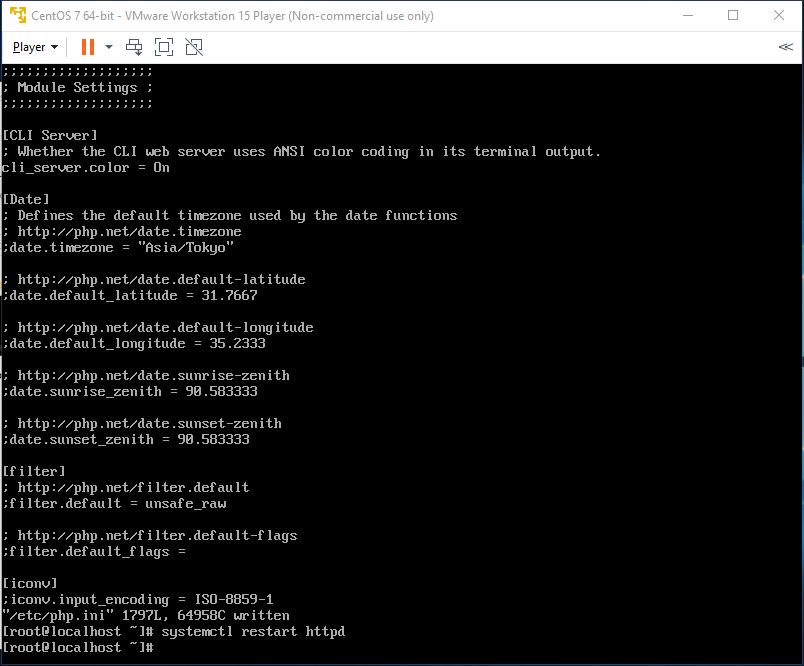 CentOS 7 64-bit - VMware Workstation 15 Player (Non-commercial use only)
Player
;;;;;;;;;;;;;;;;;;;
; Module Settings ;
;;;;;;;;;;;;;;;;;;;
[CLI Server]
; Whether the CLI web server uses ANSI color coding in its terminal output.
cli_server.color = On
[Date]
; Defines the default timezone used by the date functions
; http://php.net/date.timezone
;date.timezone = "Asia/Tokyo"
; http://php.net/date.default-latitude
;date.default_latitude = 31.7667
; http://php.net/date.default-longitude
;date.default_longitude = 35.2333
; http://php.net/date.sunrise-zenith
;date.sunrise_zenith = 90.583333
; http://php.net/date.sunset-zenith
;date.sunset_zenith = 90.583333
[filter]
; http://php.net/filter.default
;filter.default = unsafe_raw
; http://php.net/filter.default-flags
;filter.default_flags =
[iconv]
;iconv.input_encoding = ISO-8859-1
"/etc/php.ini" 1797L, 64958C written
[root@localhost ~]# systemctl restart httpd
[root@localhost ~]#